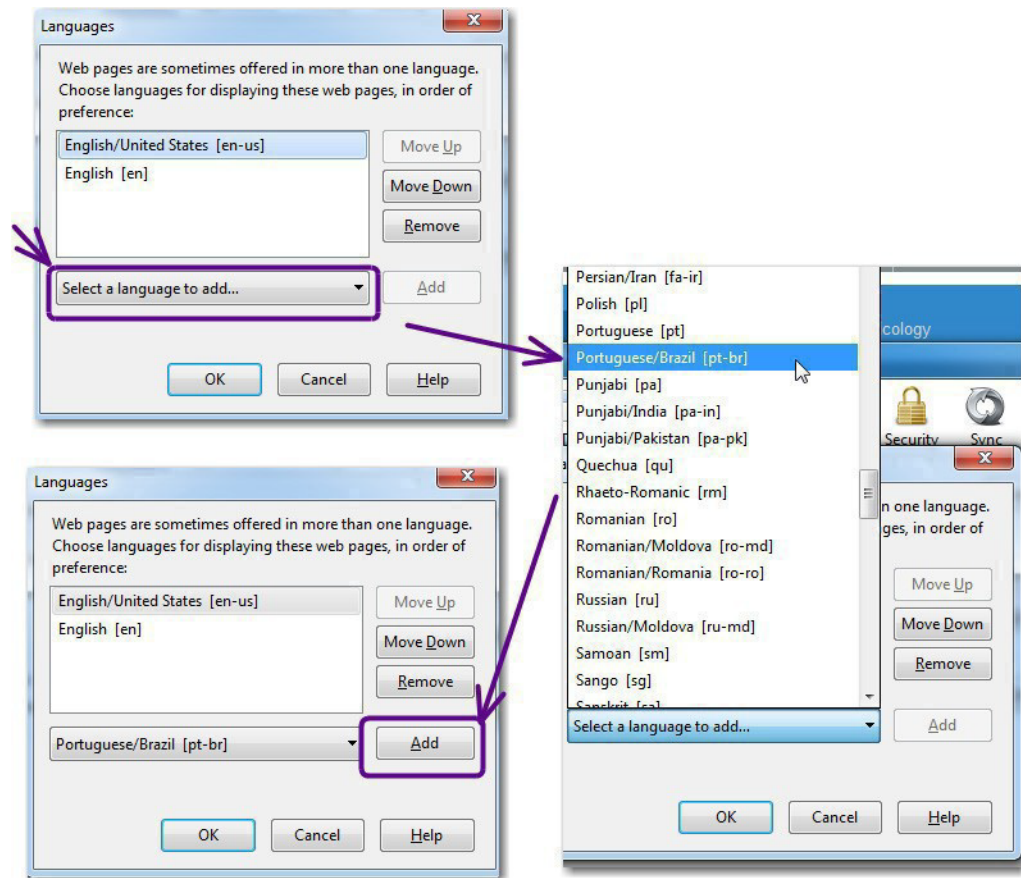 Languages
Web pages are sometimes offered in more than one language.
Choose languages for displaying these web pages, in order of
preference:
English/United States [en-us]
English [en]
Move Up
Move Down
Remove
Select a language to add...
Add
OK
Cancel
Help
Persian/Iran [fa-ir]
Polish [pl]
Portuguese [pt]
Portuguese/Brazil [pt-br]
Punjabi [pa]
Punjabi/India [pa-in]
Punjabi/Pakistan [pa-pk]
Quechua [qu]
Rhaeto-Romanic [rm]
Romanian [ro]
Romanian/Moldova [ro-md]
Romanian/Romania [ro-ro]
Russian [ru]
Russian/Moldova [ru-md]
Samoan [sm]
Sango [sg]
Sanskrit [sa]
Select a language to add...
cology
Security
Sync
n one language.
ges, in order of
Move Up
Move Down
Remove
Add
OK
Cancel
Help
Languages
Web pages are sometimes offered in more than one language.
Choose languages for displaying these web pages, in order of
preference:
English/United States [en-us]
English [en]
Move Up
Move Down
Remove
Portuguese/Brazil [pt-br]
Add
OK
Cancel
Help